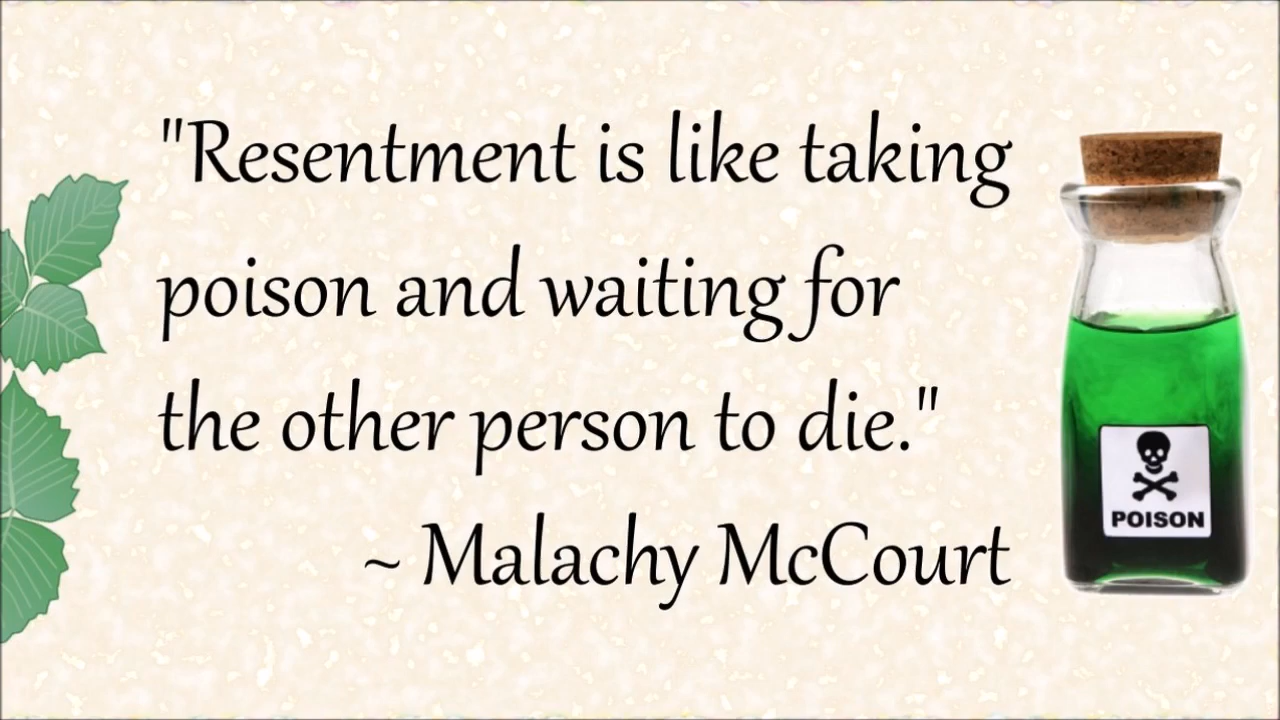 "Resentment is like taking
poison and waiting for
the other person to die."
~ Malachy McCourt
POISON